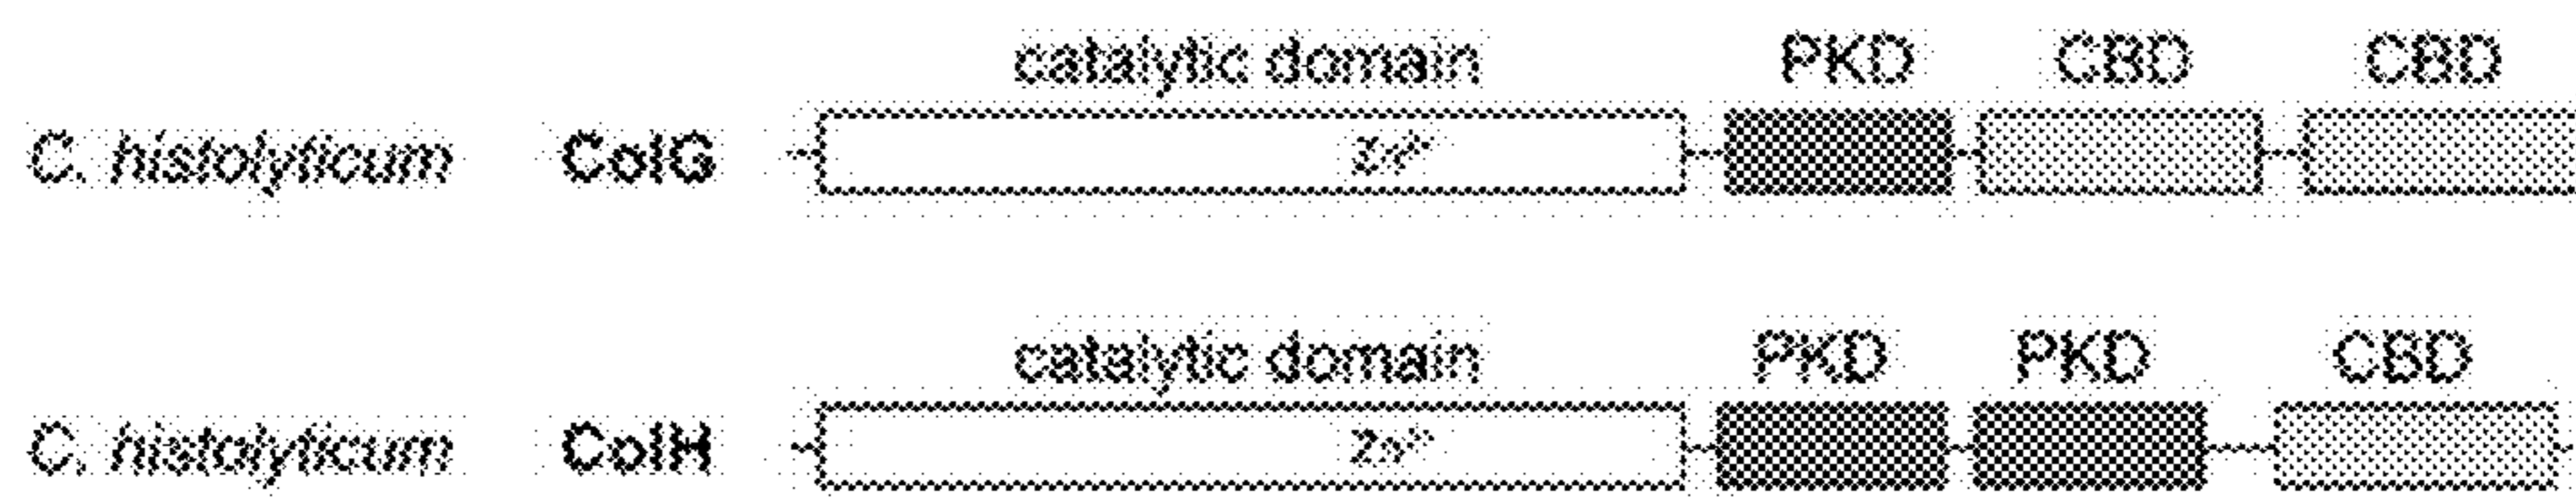 catalytic domain PKD CBD CBD
C. histolyticum ColG Zn²⁺
catalytic domain PKD PKD CBD
C. histolyticum ColH Zn²⁺